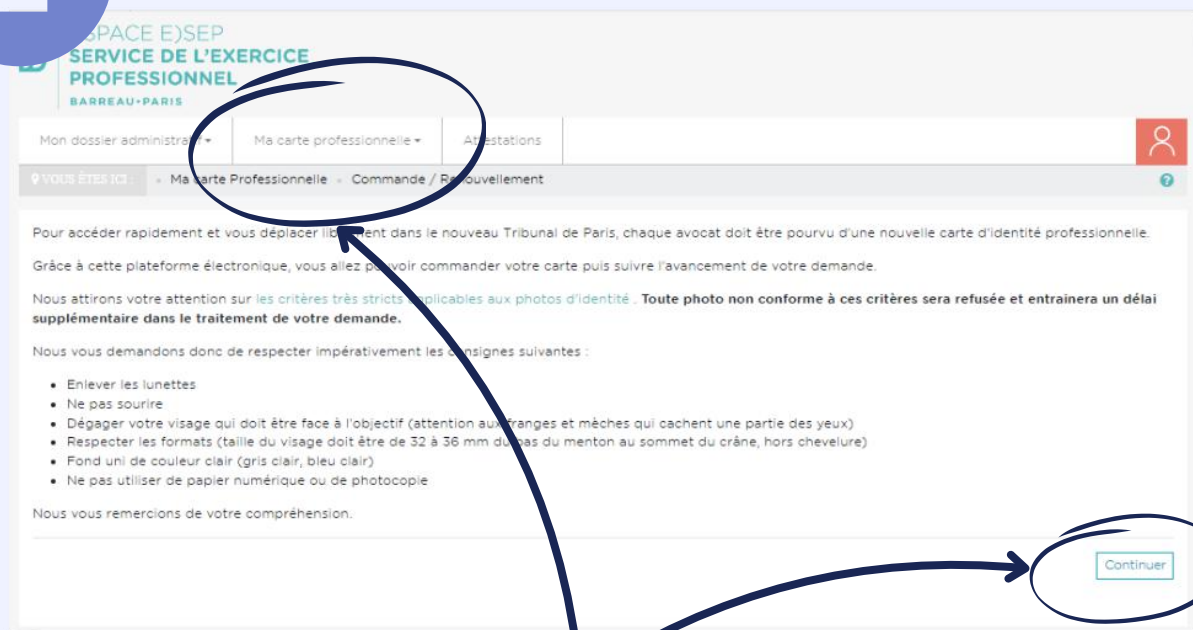 E)SEP
SERVICE DE L'EXERCICE
PROFESSIONNEL
BARREAU•PARIS
Mon dossier Ma carte professionnelle
VOUS ÊTES ICI : Ma carte Professionnelle Commande /
Pour accéder rapidement et vous déplacer dans le nouveau Tribunal de Paris, chaque avocat doit être pourvu d'une nouvelle carte d'identité professionnelle.
Grâce à cette plateforme électronique, vous allez pouvoir commander votre carte puis suivre l'avancement de votre demande.
Nous attirons votre attention sur les critères très stricts applicables aux photos d'identité . Toute photo non conforme à ces critères sera refusée et entrainera un délai
supplémentaire dans le traitement de votre demande.
Nous vous demandons donc de respecter impérativement les consignes suivantes :
• Enlever les lunettes
• Ne pas sourire
• Dégager votre visage qui doit être face à l'objectif (attention aux franges et mèches qui cachent une partie des yeux)
• Respecter les formats (taille du visage doit être de 32 à 36 mm du bas du menton au sommet du crâne, hors chevelure)
• Fond uni de couleur clair (gris clair, bleu clair)
• Ne pas utiliser de papier numérique ou de photocopie
Nous vous remercions de votre compréhension.
Continuer